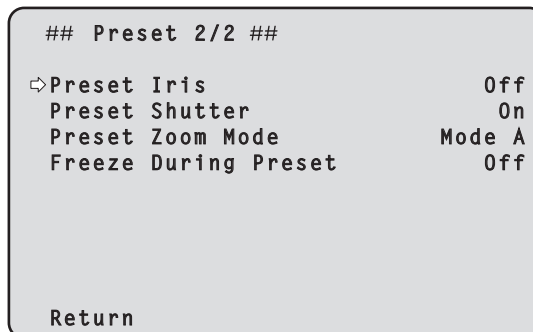 ## Preset 2/2 ##
⇨Preset Iris Off
Preset Shutter On
Preset Zoom Mode Mode A
Freeze During Preset Off
Return